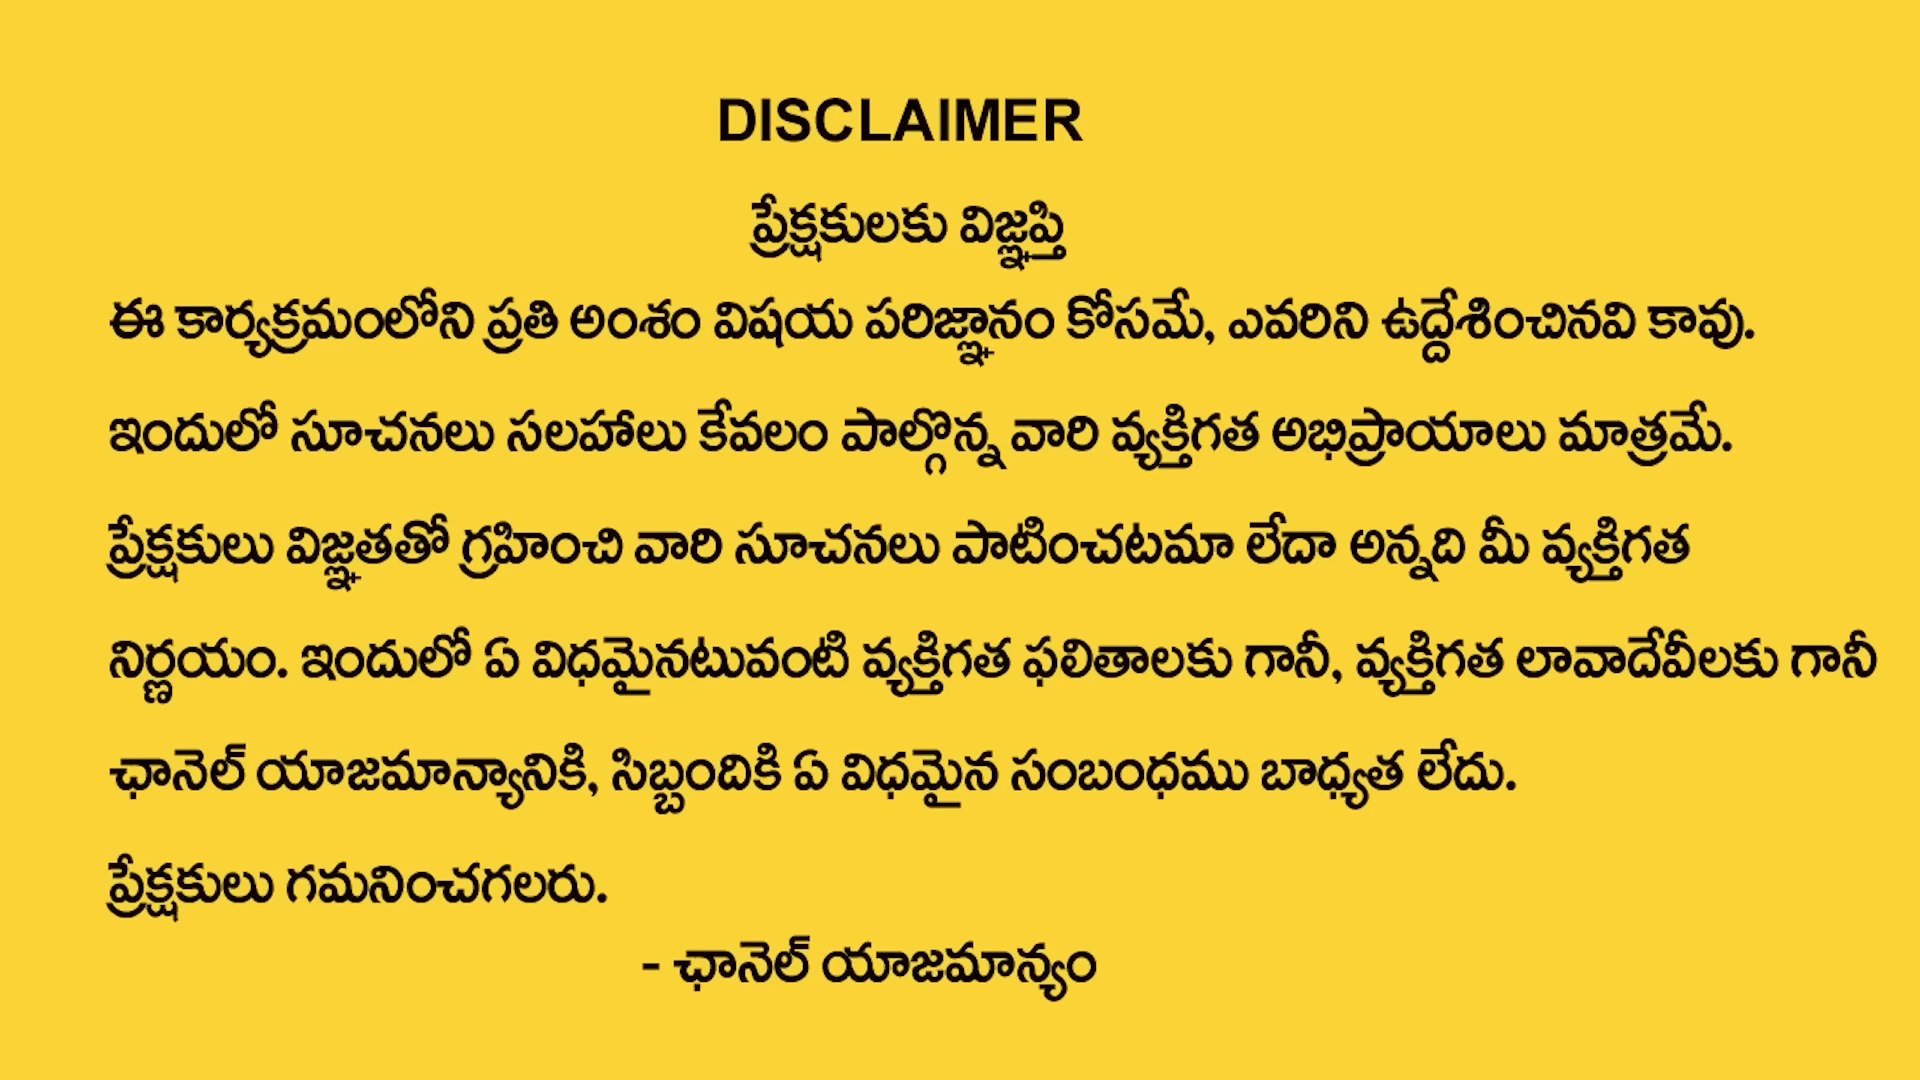 DISCLAIMER
ప్రేక్షకులకు విజ్ఞప్తి
ఈ కార్యక్రమంలోని ప్రతి అంశం విషయ పరిజ్ఞానం కోసమే, ఎవరిని ఉద్దేశించినవి కావు.
ఇందులో సూచనలు సలహాలు కేవలం పాల్గొన్న వారి వ్యక్తిగత అభిప్రాయాలు మాత్రమే.
ప్రేక్షకులు విజ్ఞతతో గ్రహించి వారి సూచనలు పాటించటమా లేదా అన్నది మీ వ్యక్తిగత
నిర్ణయం. ఇందులో ఏ విధమైనటువంటి వ్యక్తిగత ఫలితాలకు గానీ, వ్యక్తిగత లావాదేవీలకు గానీ
ఛానెల్ యాజమాన్యానికి, సిబ్బందికి ఏ విధమైన సంబంధము బాధ్యత లేదు.
ప్రేక్షకులు గమనించగలరు.
- ఛానెల్ యాజమాన్యం